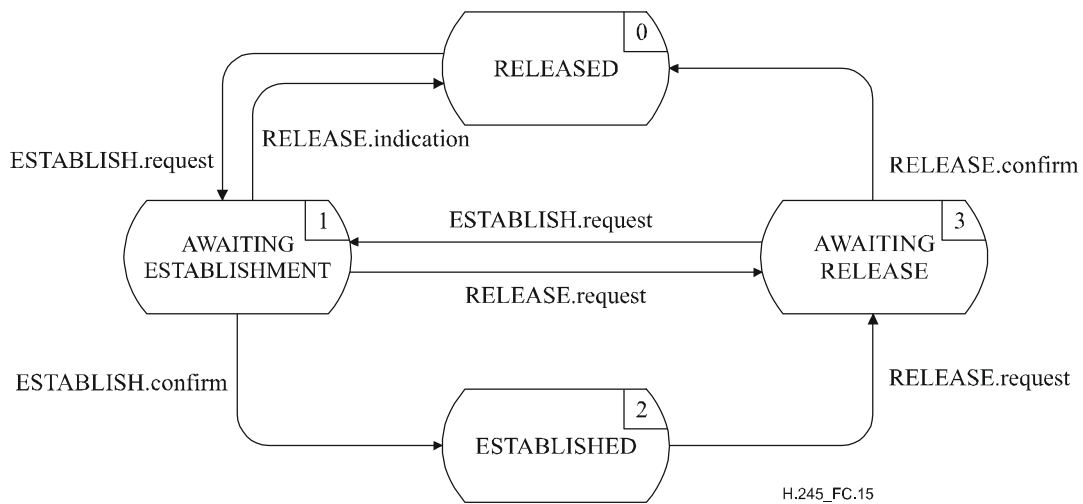 0
RELEASED
RELEASE.indication
ESTABLISH.request
RELEASE.confirm
1
AWAITING
ESTABLISHMENT
ESTABLISH.request
RELEASE.request
3
AWAITING
RELEASE
ESTABLISH.confirm
RELEASE.request
2
ESTABLISHED
H.245_FC.15